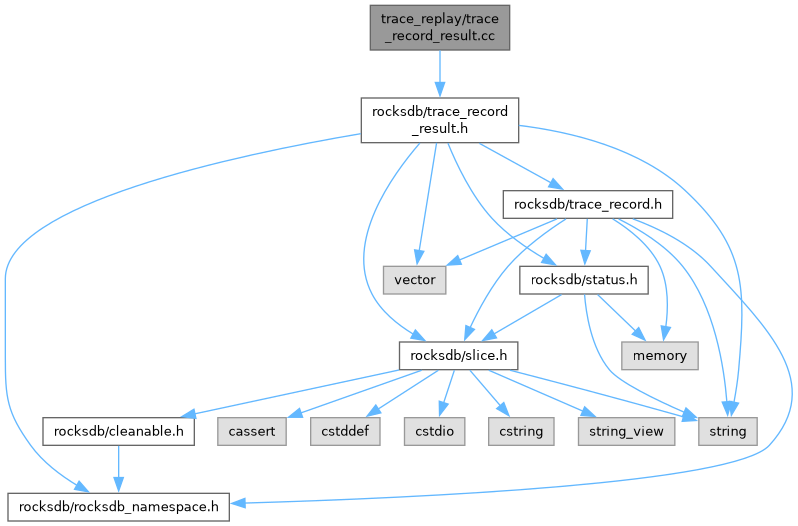 trace_replay/trace
_record_result.cc
rocksdb/trace_record
_result.h
rocksdb/trace_record.h
vector
rocksdb/status.h
rocksdb/slice.h
memory
rocksdb/cleanable.h
cassert
cstddef
cstdio
cstring
string_view
string
rocksdb/rocksdb_namespace.h